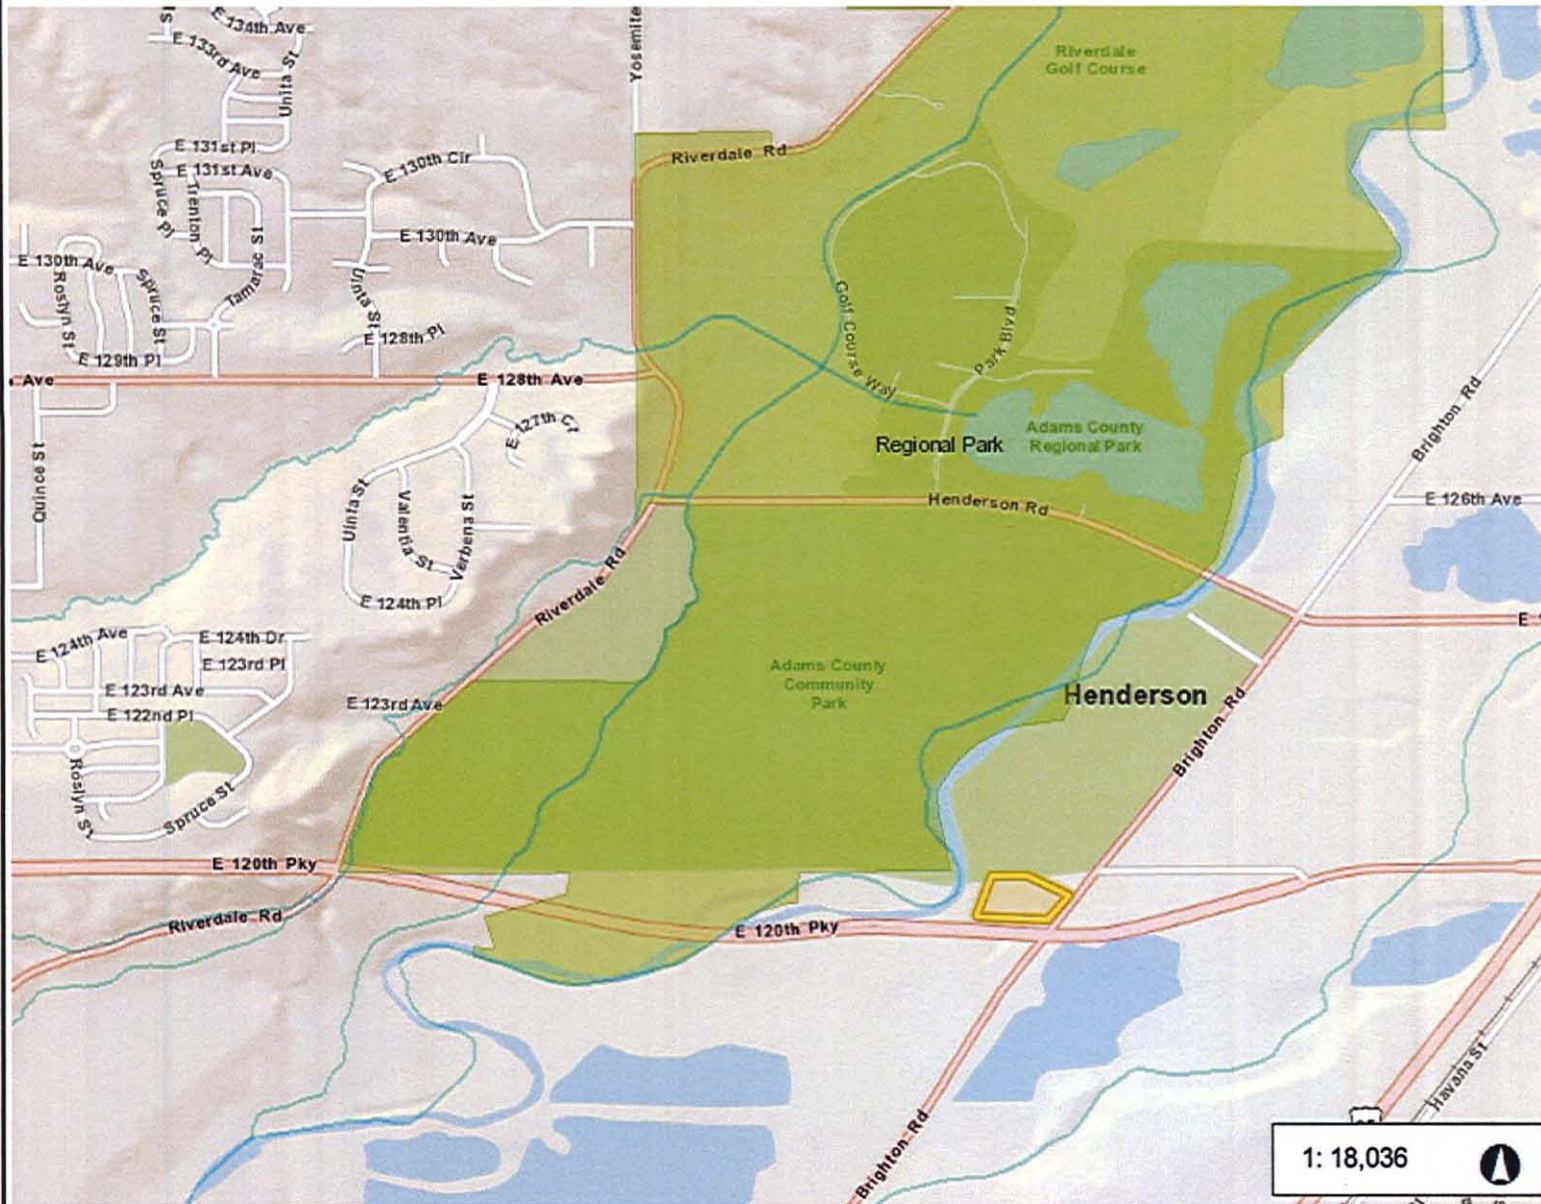 St
E 134th Ave
E 133rd Ave
Unita St
Yosemite
Riverdale
Golf Course
E 131st Pl
E 131st Ave
E 130th Cir
Riverdale Rd
Spruce Pl
Trenton Pl
Tamarac St
E 130th Ave
E 130th Ave
Roslyn St
Spruce St
Uinta St
E 128th Pl
E 129th Pl
Golf Course Way
Park Blvd
Ave
E 128th Ave
E 127th Ct
Brighton Rd
Adams County
Regional Park
Regional Park
Quince St
Uinta St
Valentia St
Verbena St
Henderson Rd
E 126th Ave
E 124th Pl
Riverdale Rd
E
E 124th Ave
E 124th Dr
E 123rd Pl
E 123rd Ave
E 122nd Pl
E 123rd Ave
Adams County
Community
Park
Henderson
Brighton Rd
Roslyn St
Spruce St
E 120th Pky
Riverdale Rd
E 120th Pky
Havana St
Brighton Rd
1: 18,036